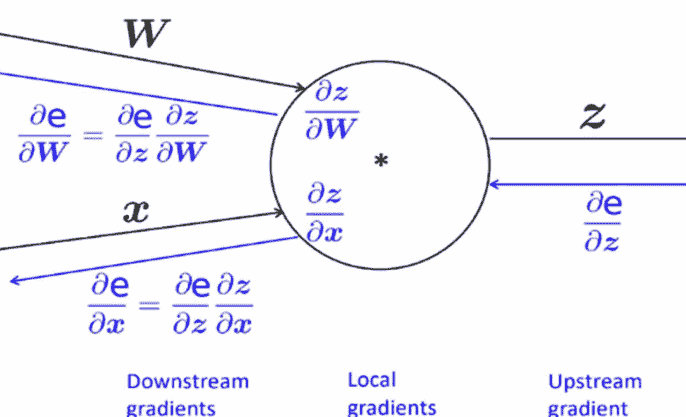 W
z
∂z/∂W
∂e/∂W = ∂e/∂z ∂z/∂W
*
x
∂z/∂x
∂e/∂z
∂e/∂x = ∂e/∂z ∂z/∂x
Downstream gradients
Local gradients
Upstream gradient